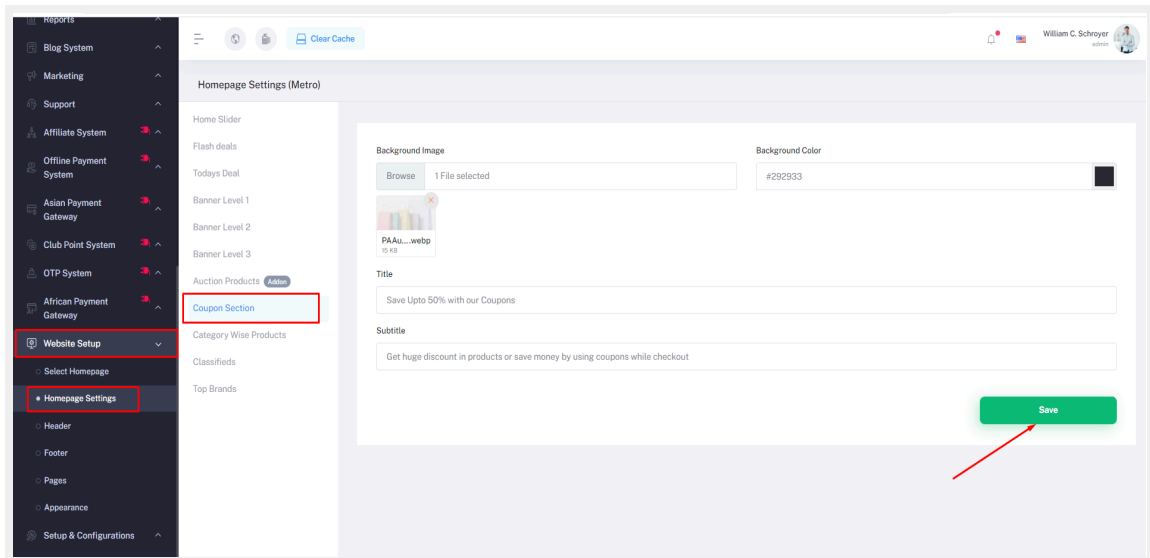 Reports
Blog System
Marketing
Support
Affiliate System
Offline Payment
System
Asian Payment
Gateway
Club Point System
OTP System
African Payment
Gateway
Website Setup
Select Homepage
Homepage Settings
Header
Footer
Pages
Appearance
Setup & Configurations
Clear Cache
William C. Schroyer
admin
Homepage Settings (Metro)
Home Slider
Flash deals
Todays Deal
Banner Level 1
Banner Level 2
Banner Level 3
Auction Products Addon
Coupon Section
Category Wise Products
Classifieds
Top Brands
Background Image
Browse 1 File selected
PAAu....webp
15 KB
Background Color
#292933
Title
Save Upto 50% with our Coupons
Subtitle
Get huge discount in products or save money by using coupons while checkout
Save